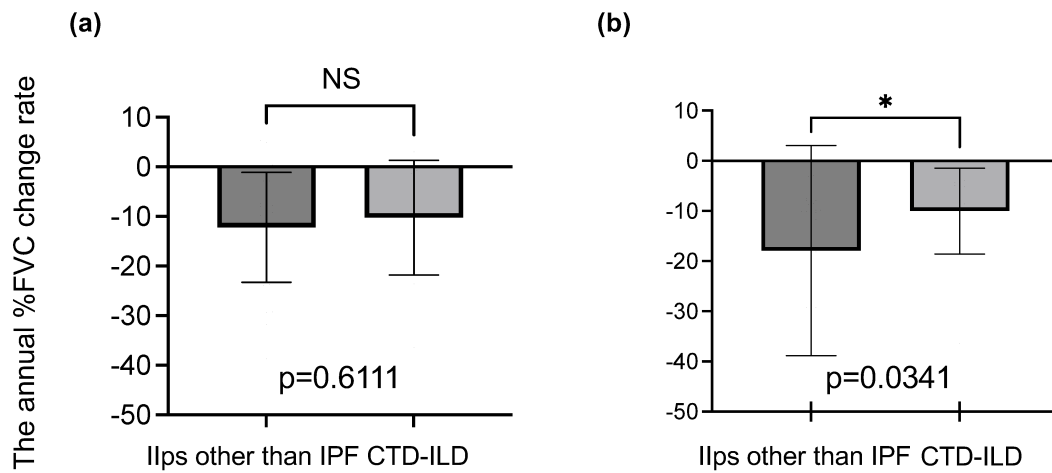 (a)
(b)
The annual %FVC change rate
NS
10
0
-10
-20
-30
-40
-50
p=0.6111
IIps other than IPF CTD-ILD
*
10
0
-10
-20
-30
-40
-50
p=0.0341
IIps other than IPF CTD-ILD